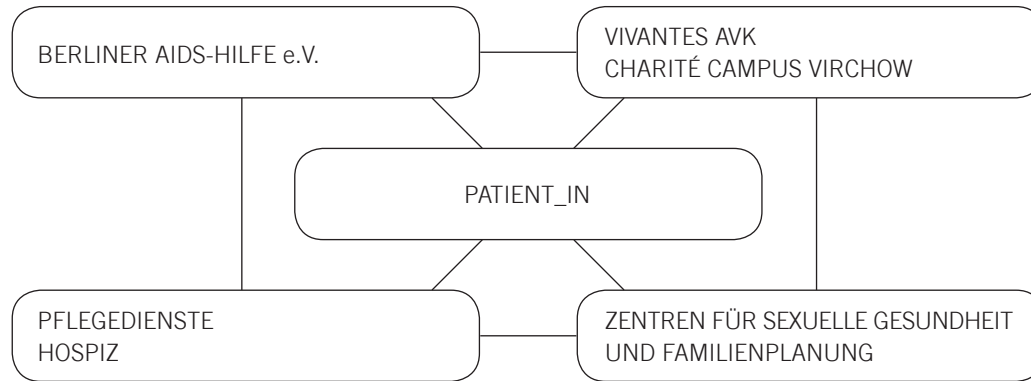 BERLINER AIDS-HILFE e.V.
VIVANTES AVK
CHARITÉ CAMPUS VIRCHOW
PATIENT_IN
PFLEGEDIENSTE
HOSPIZ
ZENTREN FÜR SEXUELLE GESUNDHEIT
UND FAMILIENPLANUNG